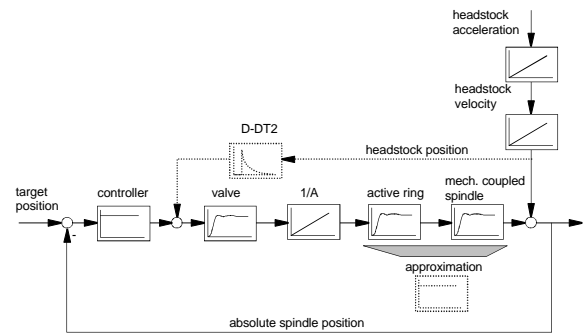 headstock
acceleration
headstock
velocity
D-DT2
headstock position
target
position
controller
valve
1/A
active ring
mech. coupled
spindle
-
approximation
absolute spindle position